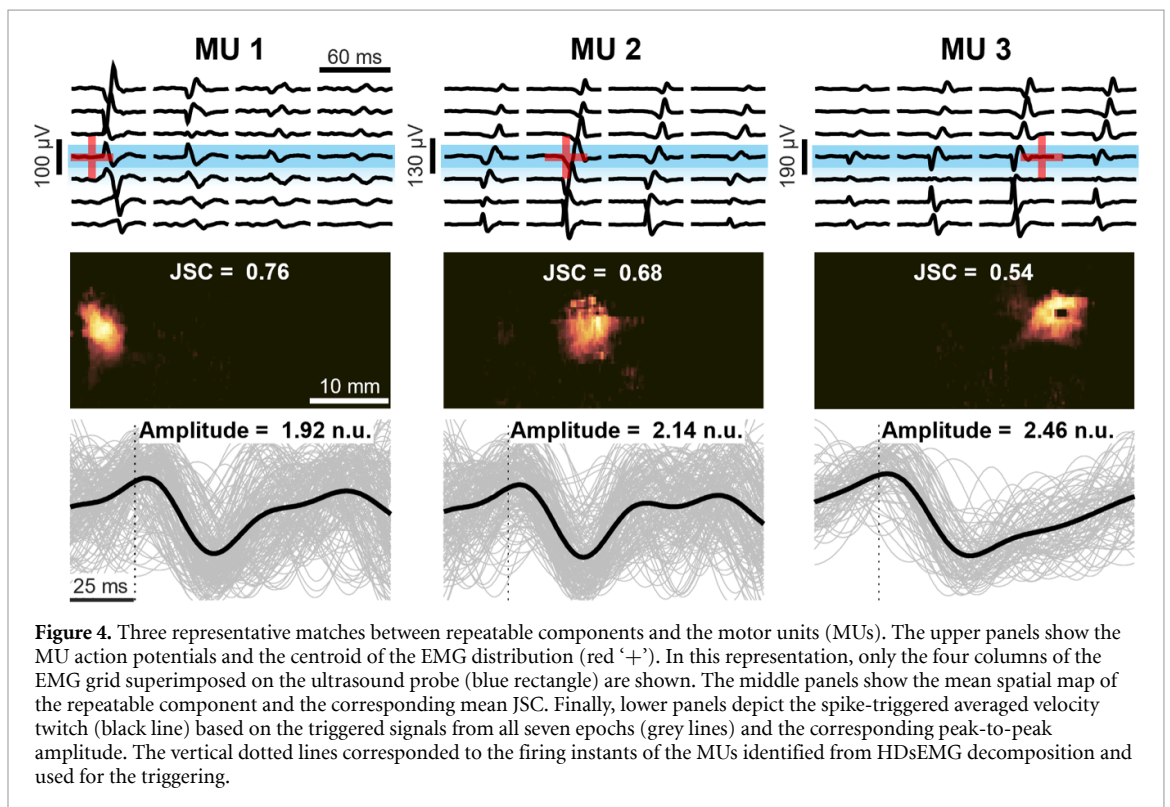 MU 1
MU 2
MU 3
60 ms
100 µV
130 µV
190 µV
JSC = 0.76
JSC = 0.68
JSC = 0.54
10 mm
Amplitude = 1.92 n.u.
Amplitude = 2.14 n.u.
Amplitude = 2.46 n.u.
25 ms
Figure 4. Three representative matches between repeatable components and the motor units (MUs). The upper panels show the
MU action potentials and the centroid of the EMG distribution (red ‘+’). In this representation, only the four columns of the
EMG grid superimposed on the ultrasound probe (blue rectangle) are shown. The middle panels show the mean spatial map of
the repeatable component and the corresponding mean JSC. Finally, lower panels depict the spike-triggered averaged velocity
twitch (black line) based on the triggered signals from all seven epochs (grey lines) and the corresponding peak-to-peak
amplitude. The vertical dotted lines corresponded to the firing instants of the MUs identified from HDsEMG decomposition and
used for the triggering.